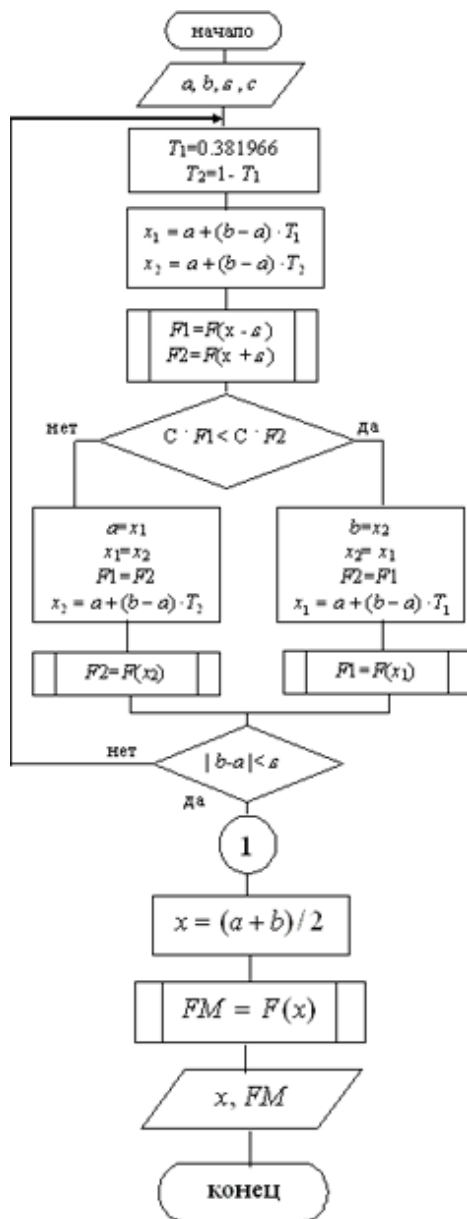 начало
a, b, ε, c
T₁=0.381966
T₂=1- T₁
x₁ = a + (b − a) · T₁
x₂ = a + (b − a) · T₂
F1=F(x - ε)
F2=F(x + ε)
нет
C · F1 < C · F2
да
a=x₁
x₁=x₂
F1=F2
x₂ = a + (b − a) · T₂
b=x₂
x₂= x₁
F2=F1
x₁ = a + (b − a) · T₁
F2=F(x₂)
F1=F(x₁)
нет
| b-a |< ε
да
1
x = (a + b) / 2
FM = F(x)
x, FM
конец